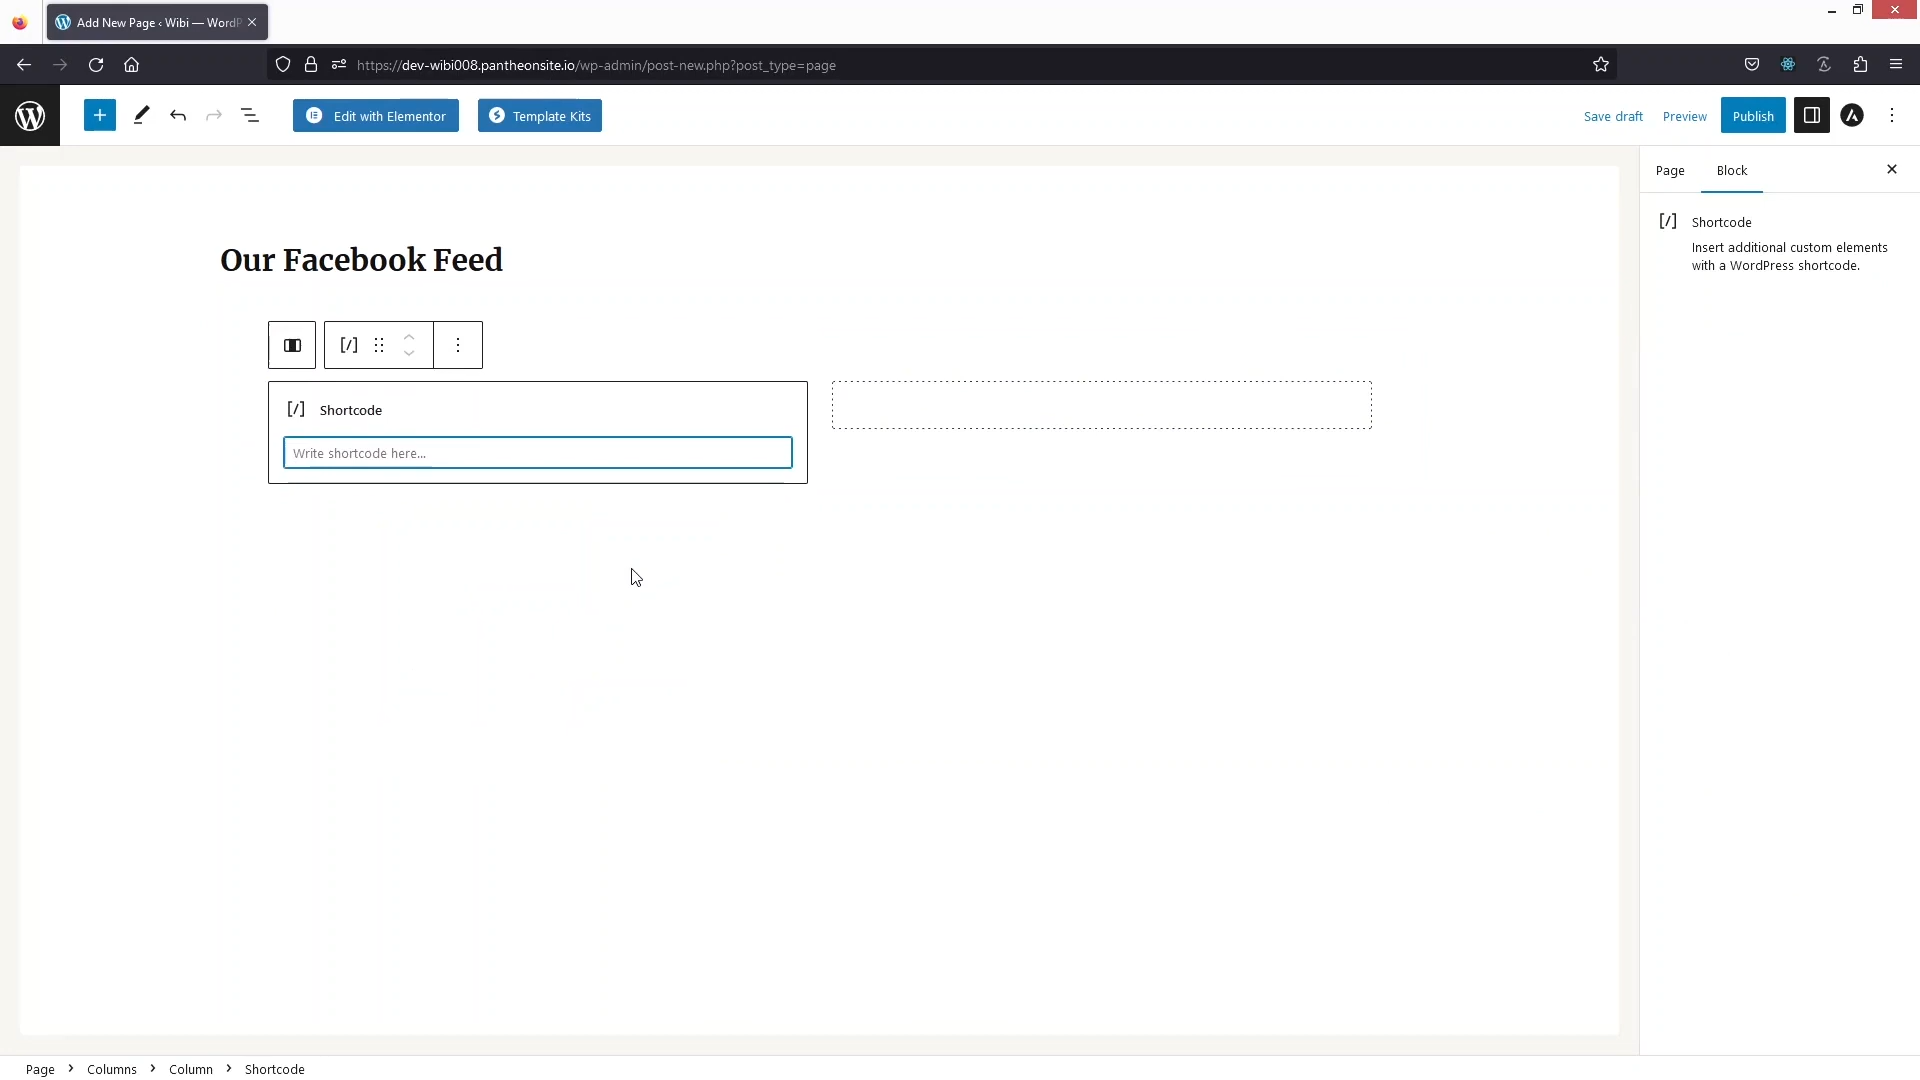 Add New Page ‹ Wibi — WordP
https://dev-wibi008.pantheonsite.io/wp-admin/post-new.php?post_type=page
Edit with Elementor
Template Kits
Save draft
Preview
Publish
Page
Block
Shortcode
Insert additional custom elements
with a WordPress shortcode.
Our Facebook Feed
[/]
[/] Shortcode
Write shortcode here...
Page > Columns > Column > Shortcode